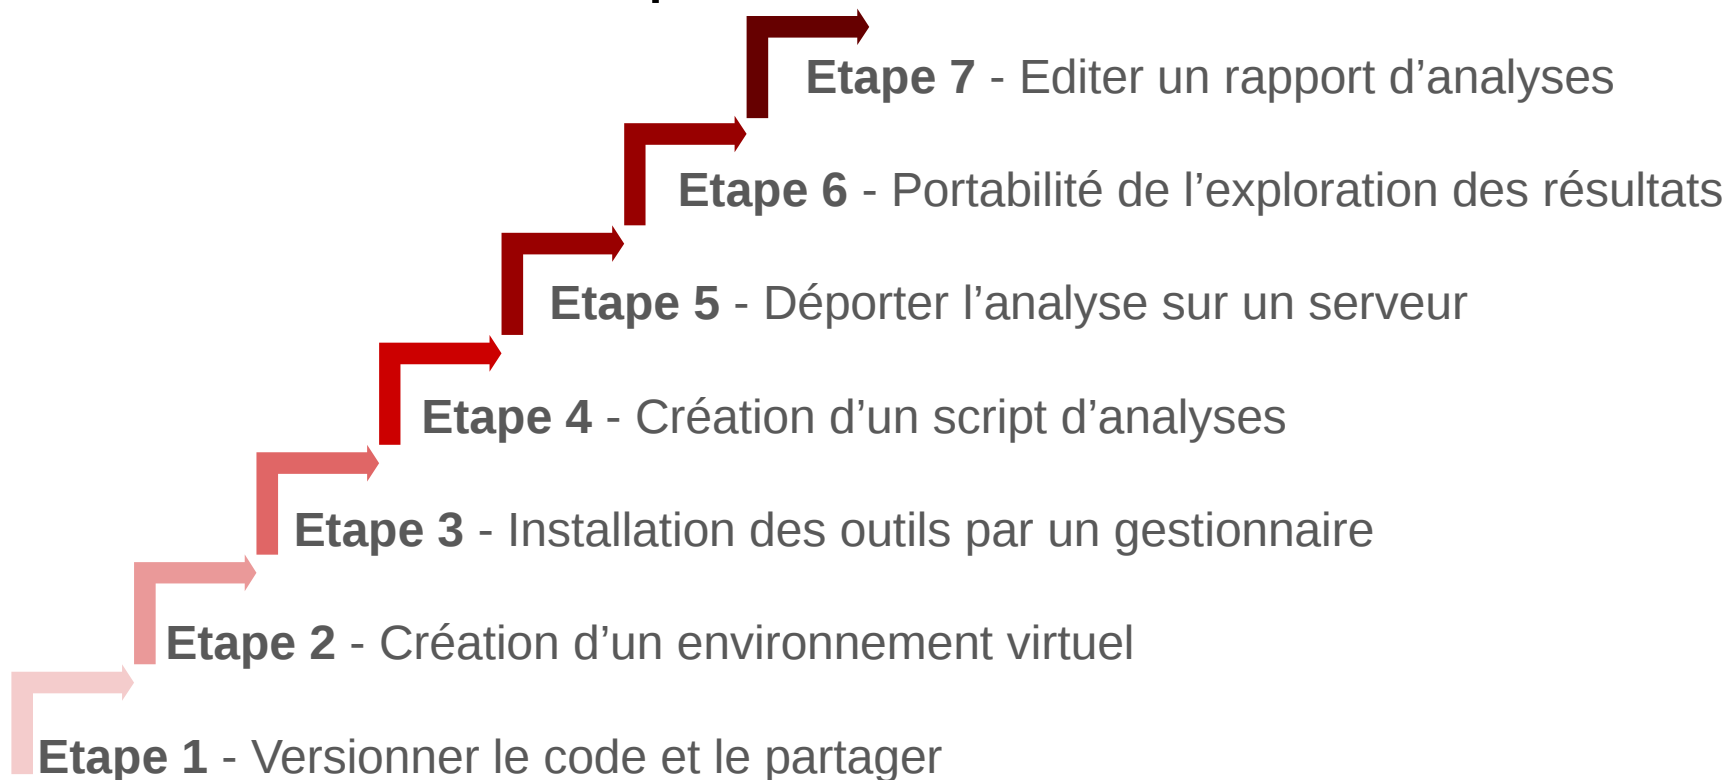 Etape 7 - Editer un rapport d’analyses
Etape 6 - Portabilité de l’exploration des résultats
Etape 5 - Déporter l’analyse sur un serveur
Etape 4 - Création d’un script d’analyses
Etape 3 - Installation des outils par un gestionnaire
Etape 2 - Création d’un environnement virtuel
Etape 1 - Versionner le code et le partager